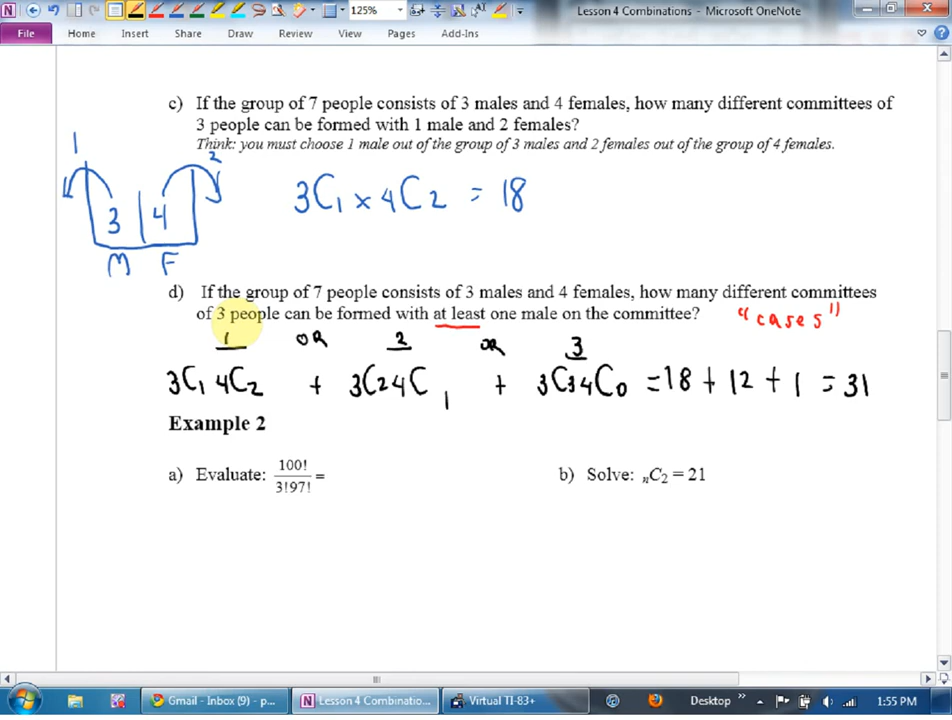 Lesson 4 Combinations - Microsoft OneNote
125%
File Home Insert Share Draw Review View Pages Add-Ins
c) If the group of 7 people consists of 3 males and 4 females, how many different committees of
3 people can be formed with 1 male and 2 females?
Think: you must choose 1 male out of the group of 3 males and 2 females out of the group of 4 females.
1 2
3 4
M F
3C1 x 4C2 = 18
d) If the group of 7 people consists of 3 males and 4 females, how many different committees
of 3 people can be formed with at least one male on the committee?
"cases"
1 OR 2 OR 3
3C1 4C2 + 3C2 4C1 + 3C3 4C0 = 18 + 12 + 1 = 31
Example 2
a) Evaluate: 100!/3!97! =
b) Solve: nC2 = 21
Gmail - Inbox (9) - p... Lesson 4 Combinatio... Virtual TI-83+ Desktop 1:55 PM